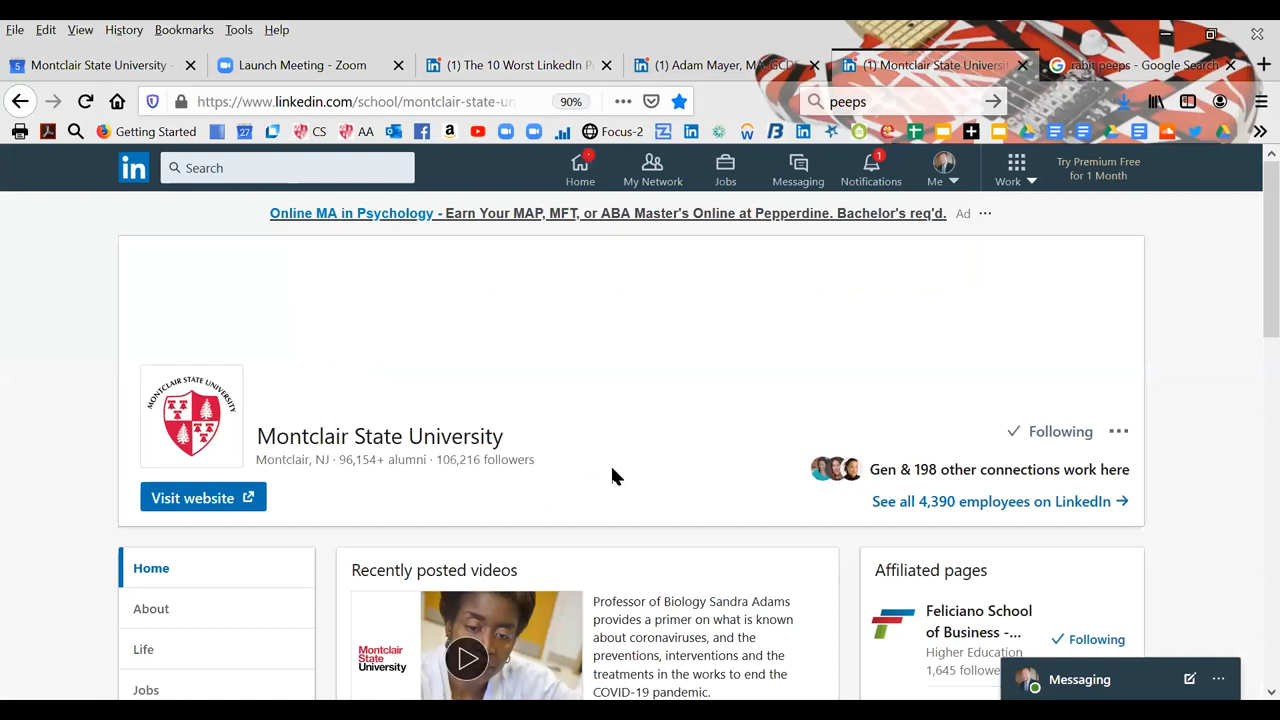 File Edit View History Bookmarks Tools Help
Montclair State University -
Launch Meeting - Zoom
(1) The 10 Worst LinkedIn P
(1) Adam Mayer, MA, GCD
(1) Montclair State Universit
rabit peeps - Google Search
https://www.linkedin.com/school/montclair-state-un
90%
peeps
Getting Started
27
CS
AA
Focus-2
in
Search
Home
My Network
Jobs
Messaging
1
Notifications
Me
Work
Try Premium Free
for 1 Month
Online MA in Psychology - Earn Your MAP, MFT, or ABA Master's Online at Pepperdine. Bachelor's req'd. Ad
MONTCLAIR STATE UNIVERSITY
Montclair State University
Montclair, NJ · 96,154+ alumni · 106,216 followers
Visit website
Following
Gen & 198 other connections work here
See all 4,390 employees on LinkedIn →
Home
About
Life
Jobs
Recently posted videos
Montclair
State
University
Professor of Biology Sandra Adams
provides a primer on what is known
about coronaviruses, and the
preventions, interventions and the
treatments in the works to end the
COVID-19 pandemic.
Affiliated pages
Feliciano School
of Business -...
Higher Education
1,645 followe
Following
Messaging